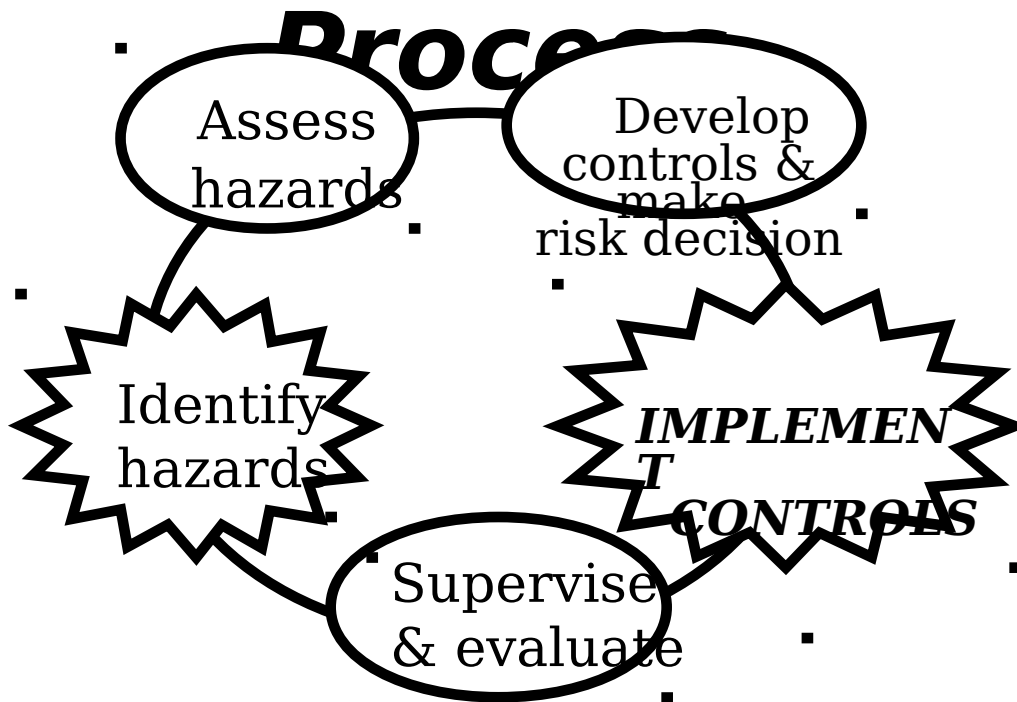 Process
Assess
hazards
Develop
controls &
make
risk decision
Identify
hazards
IMPLEMEN
T
CONTROLS
Supervise
& evaluate